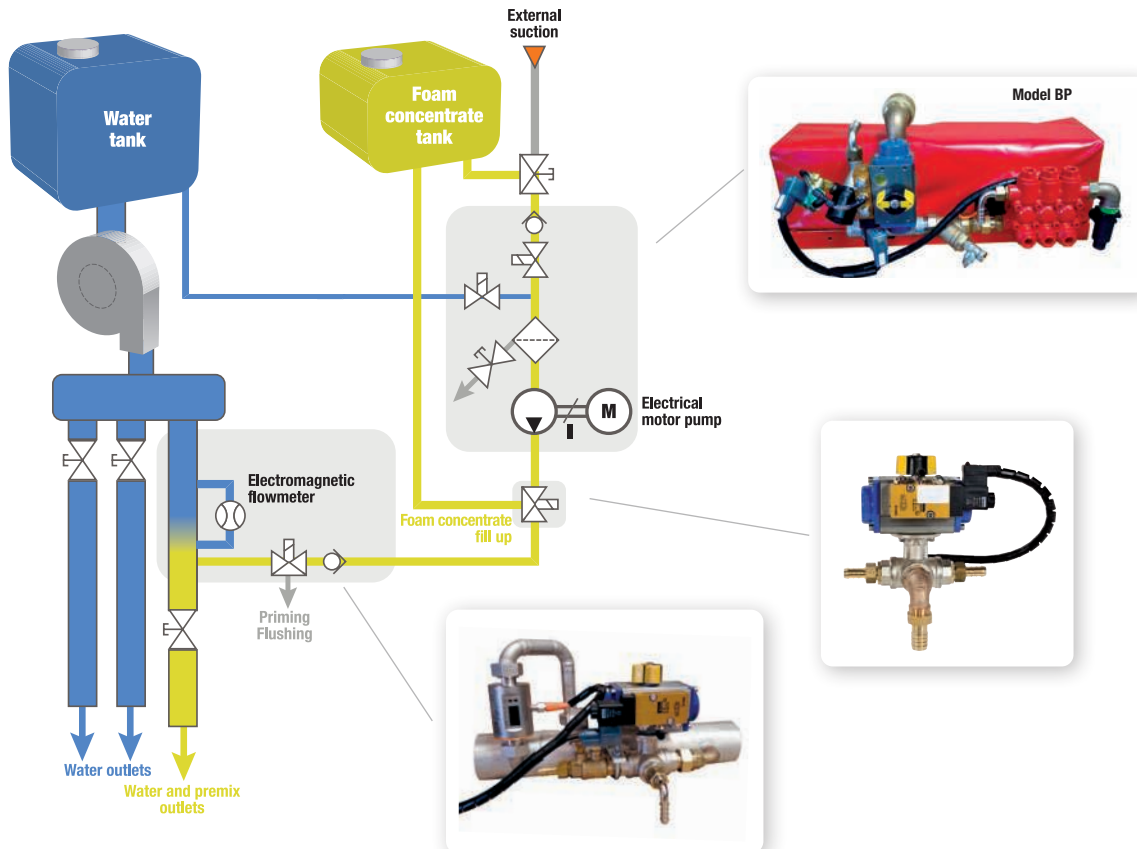 External
suction
Water
tank
Foam
concentrate
tank
Model BP
M
Electrical
motor pump
Electromagnetic
flowmeter
Foam concentrate
fill up
Priming
Flushing
Water outlets
Water and premix
outlets